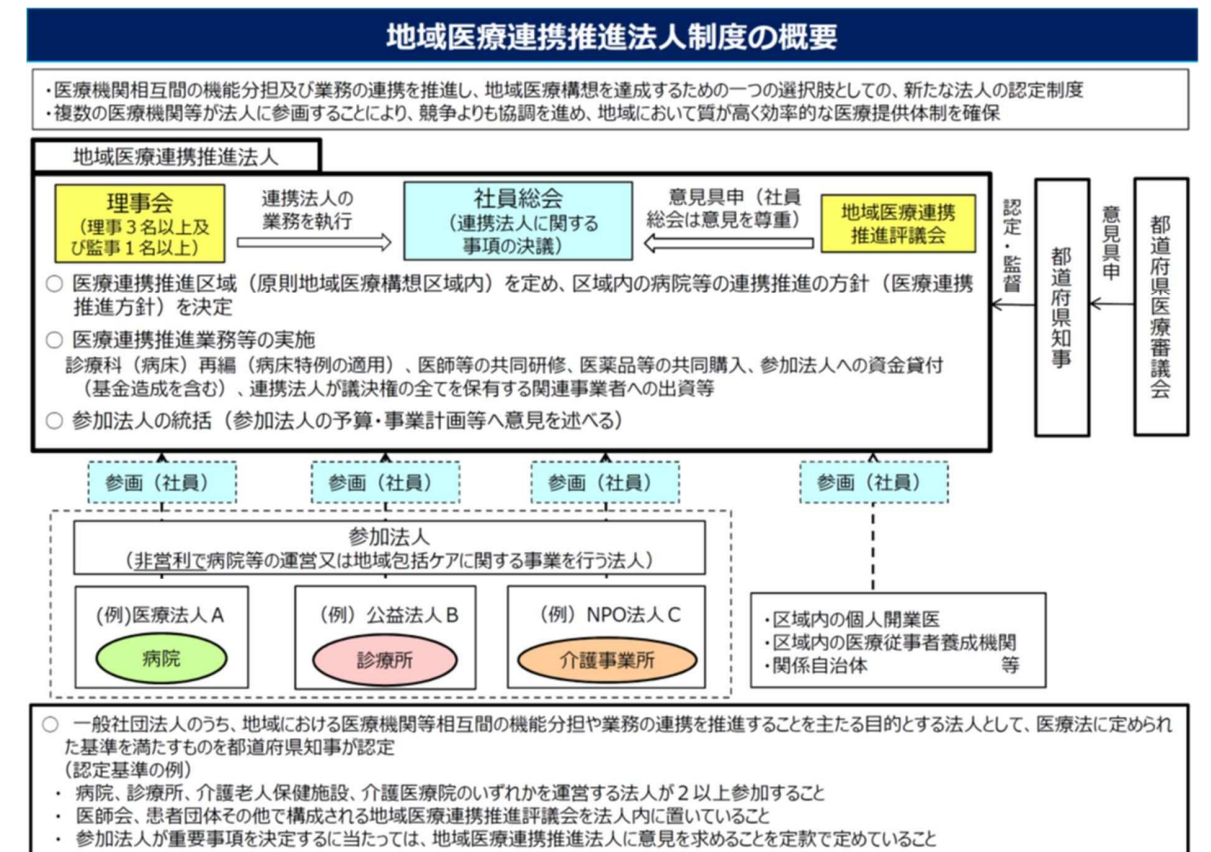 地域医療連携推進法人制度の概要
・医療機関相互間の機能分担及び業務の連携を推進し、地域医療構想を達成するための一つの選択肢としての、新たな法人の認定制度
・複数の医療機関等が法人に参画することにより、競争よりも協調を進め、地域において質が高く効率的な医療提供体制を確保
地域医療連携推進法人
理事会
（理事３名以上及
び監事１名以上）
連携法人の
業務を執行
社員総会
（連携法人に関する
事項の決議）
意見具申（社員
総会は意見を尊重）
地域医療連携
推進評議会
認定・監督
都道府県知事
意見具申
都道府県医療審議会
○ 医療連携推進区域（原則地域医療構想区域内）を定め、区域内の病院等の連携推進の方針（医療連携
推進方針）を決定
○ 医療連携推進業務等の実施
診療科（病床）再編（病床特例の適用）、医師等の共同研修、医薬品等の共同購入、参加法人への資金貸付
（基金造成を含む）、連携法人が議決権の全てを保有する関連事業者への出資等
○ 参加法人の統括（参加法人の予算・事業計画等へ意見を述べる）
参画（社員）
参画（社員）
参画（社員）
参画（社員）
参加法人
（非営利で病院等の運営又は地域包括ケアに関する事業を行う法人）
(例)医療法人Ａ
病院
（例）公益法人Ｂ
診療所
（例）NPO法人Ｃ
介護事業所
・区域内の個人開業医
・区域内の医療従事者養成機関
・関係自治体　等
○ 一般社団法人のうち、地域における医療機関等相互間の機能分担や業務の連携を推進することを主たる目的とする法人として、医療法に定められ
た基準を満たすものを都道府県知事が認定
（認定基準の例）
・ 病院、診療所、介護老人保健施設、介護医療院のいずれかを運営する法人が２以上参加すること
・ 医師会、患者団体その他で構成される地域医療連携推進評議会を法人内に置いていること
・ 参加法人が重要事項を決定するに当たっては、地域医療連携推進法人に意見を求めることを定款で定めていること